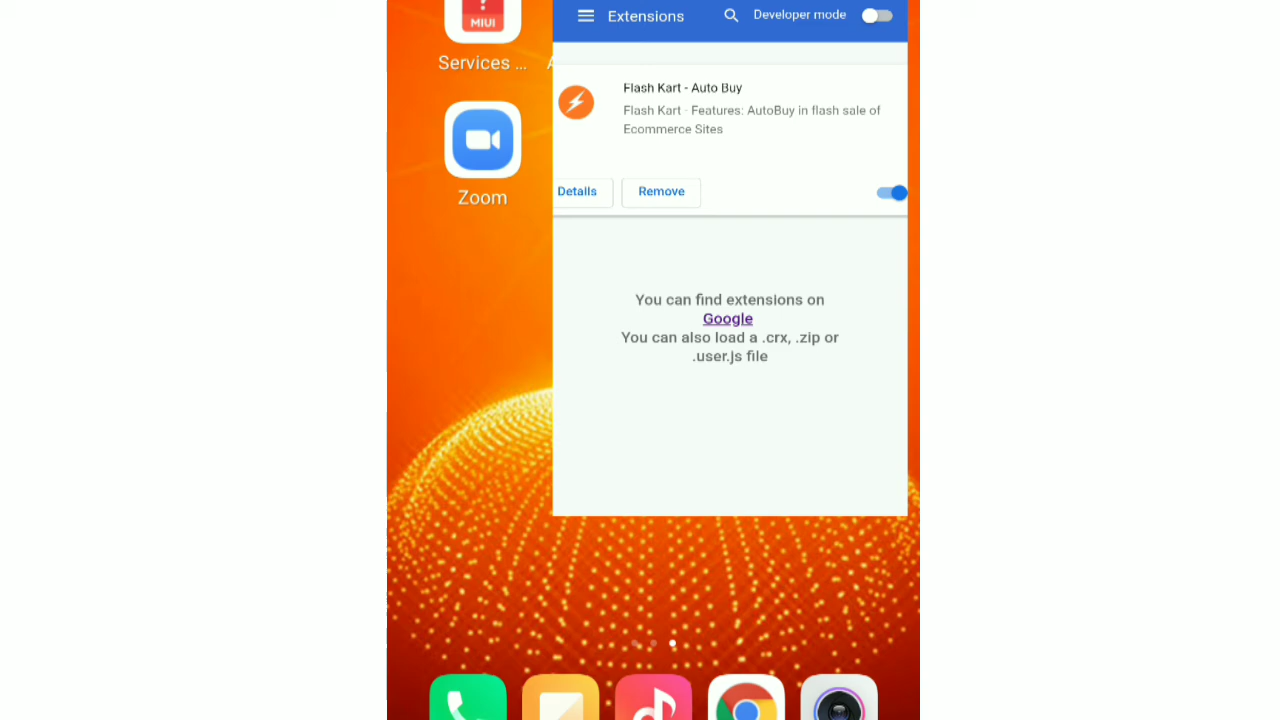 ?
MIUI
Services ...
Zoom
Extensions
Developer mode
Flash Kart - Auto Buy
Flash Kart - Features: AutoBuy in flash sale of
Ecommerce Sites
Details
Remove
You can find extensions on
Google
You can also load a .crx, .zip or
.user.js file